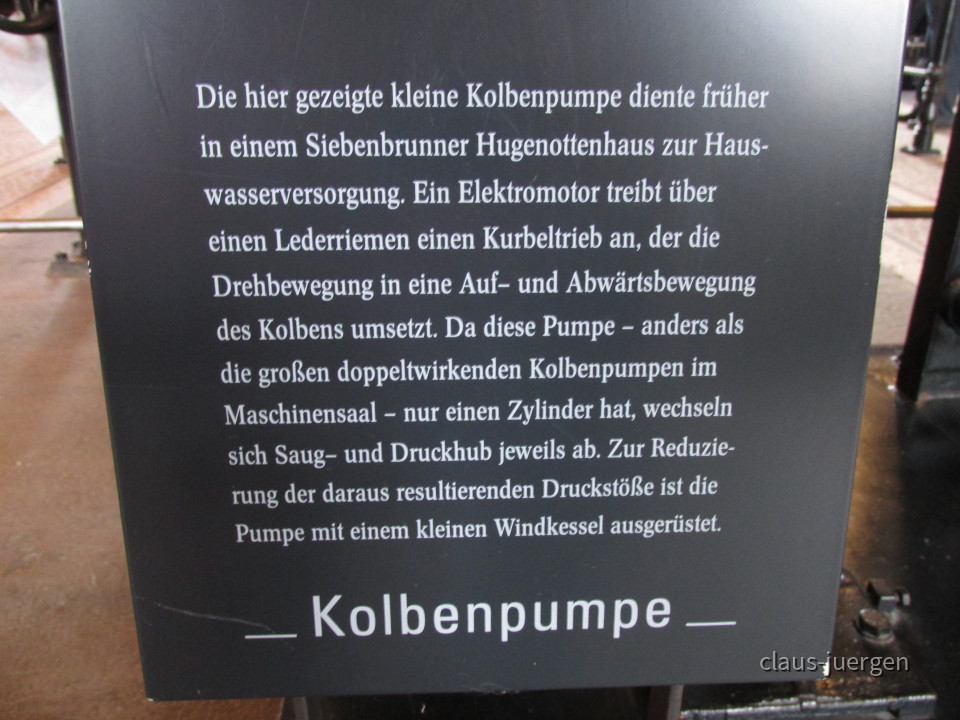 Die hier gezeigte kleine Kolbenpumpe diente früher
in einem Siebenbrunner Hugenottenhaus zur Haus-
wasserversorgung. Ein Elektromotor treibt über
einen Lederriemen einen Kurbeltrieb an, der die
Drehbewegung in eine Auf– und Abwärtsbewegung
des Kolbens umsetzt. Da diese Pumpe – anders als
die großen doppeltwirkenden Kolbenpumpen im
Maschinensaal – nur einen Zylinder hat, wechseln
sich Saug– und Druckhub jeweils ab. Zur Reduzie-
rung der daraus resultierenden Druckstöße ist die
Pumpe mit einem kleinen Windkessel ausgerüstet.
Kolbenpumpe
claus-juergen